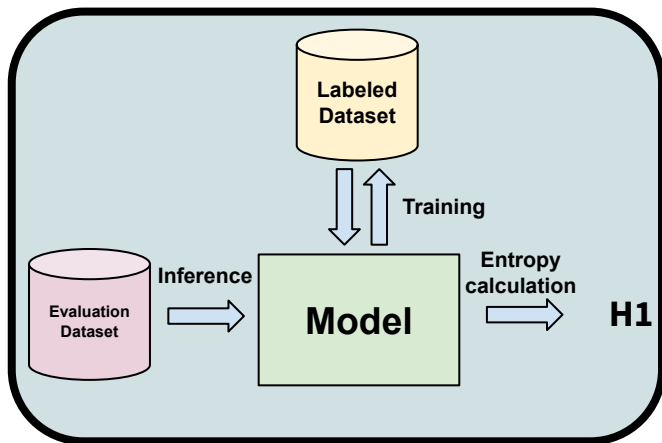 Labeled
Dataset
Training
Inference
Evaluation
Dataset
Model
Entropy
calculation
H1